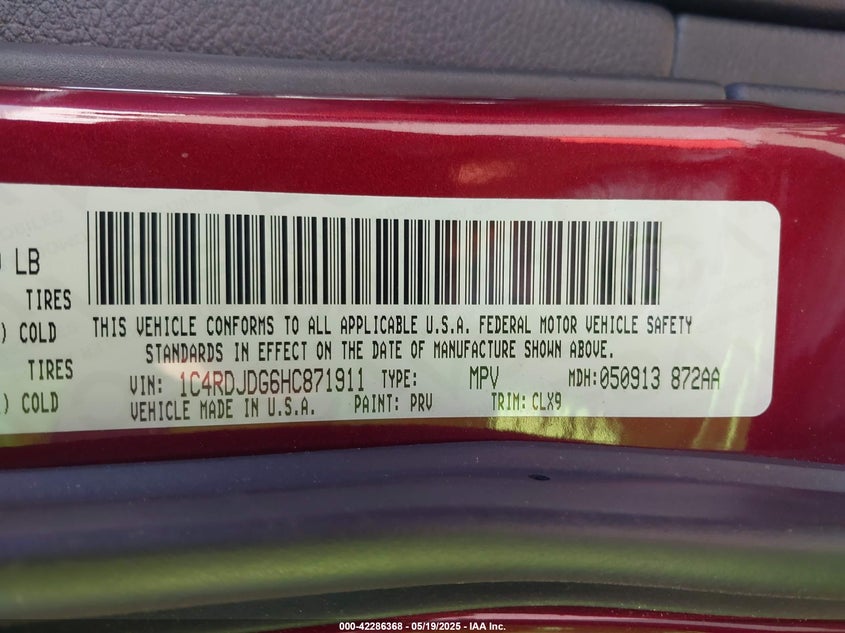 LB
TIRES
) COLD
TIRES
) COLD
THIS VEHICLE CONFORMS TO ALL APPLICABLE U.S.A. FEDERAL MOTOR VEHICLE SAFETY
STANDARDS IN EFFECT ON THE DATE OF MANUFACTURE SHOWN ABOVE.
VIN: 1C4RDJDG6HC871911 TYPE: MPV MDH:050913 872AA
VEHICLE MADE IN U.S.A. PAINT: PRV TRIM: CLX9
000-42286368 - 05/19/2025 - IAA Inc.